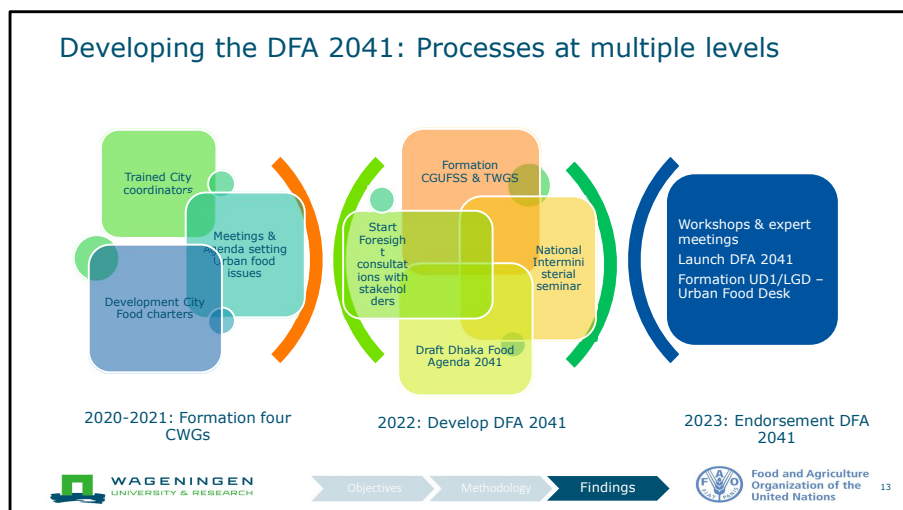 Developing the DFA 2041: Processes at multiple levels
Trained City
coordinators
Meetings &
Agenda setting
Urban food
issues
Development City
Food charters
2020-2021: Formation four
CWGs
Formation
CGUFSS & TWGS
Start
Foresigh
t
consultat
ions with
stakehol
ders
National
Intermini
sterial
seminar
Draft Dhaka Food
Agenda 2041
2022: Develop DFA 2041
Workshops & expert
meetings
Launch DFA 2041
Formation UD1/LGD –
Urban Food Desk
2023: Endorsement DFA
2041
WAGENINGEN
UNIVERSITY & RESEARCH
Objectives
Methodology
Findings
F A O
FIAT PANIS
Food and Agriculture
Organization of the
United Nations
13